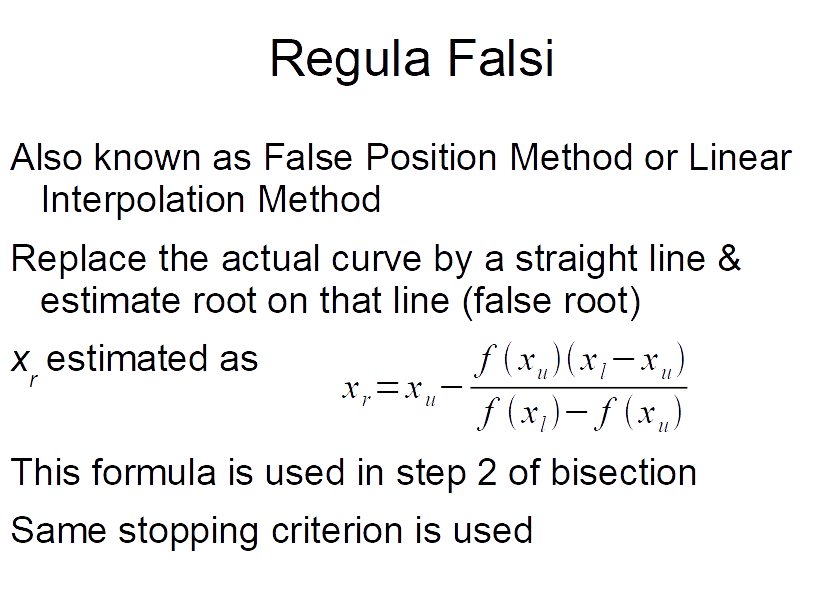 Regula Falsi
Also known as False Position Method or Linear
Interpolation Method
Replace the actual curve by a straight line &
estimate root on that line (false root)
x_r estimated as
x_r = x_u − f(x_u)(x_l − x_u) / f(x_l) − f(x_u)
This formula is used in step 2 of bisection
Same stopping criterion is used